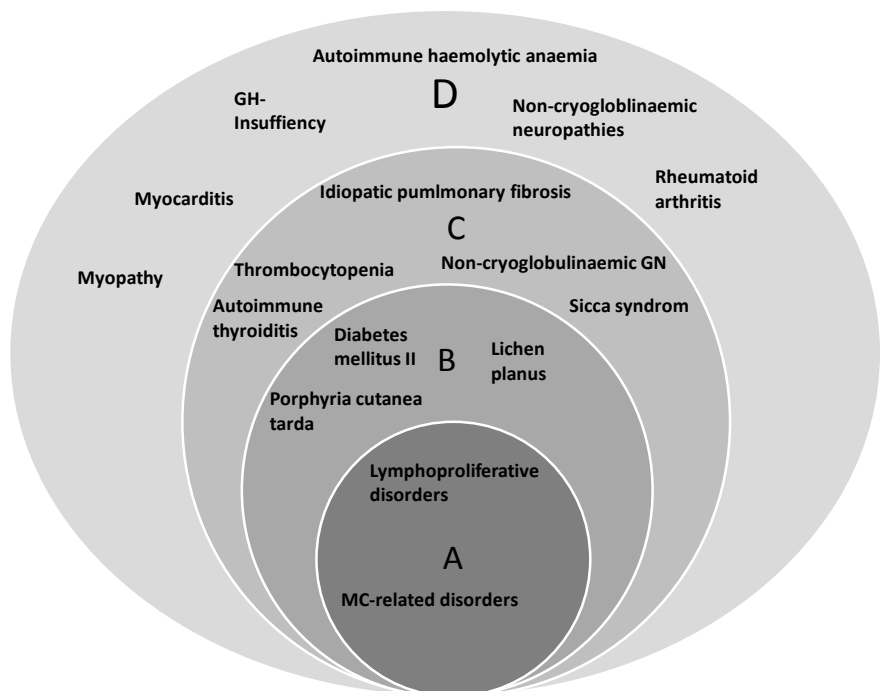 Autoimmune haemolytic anaemia
D
GH-
Insuffiency
Non-cryogloblinaemic
neuropathies
Rheumatoid
arthritis
Myocarditis
Myopathy
Idiopatic pumlmonary fibrosis
C
Thrombocytopenia
Non-cryoglobulinaemic GN
Autoimmune
thyroiditis
Sicca syndrom
Diabetes
mellitus II
B
Lichen
planus
Porphyria cutanea
tarda
Lymphoproliferative
disorders
A
MC-related disorders